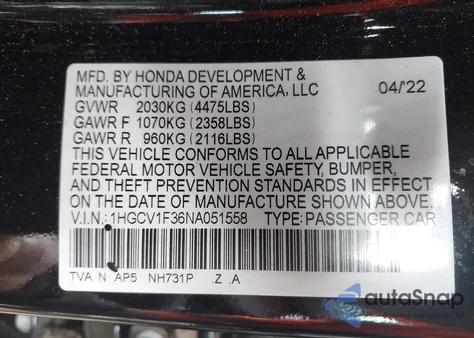 MFD. BY HONDA DEVELOPMENT &
MANUFACTURING OF AMERICA, LLC 04/'22
GVWR 2030KG (4475LBS)
GAWR F 1070KG (2358LBS)
GAWR R 960KG (2116LBS)
THIS VEHICLE CONFORMS TO ALL APPLICABLE
FEDERAL MOTOR VEHICLE SAFETY, BUMPER,
AND THEFT PREVENTION STANDARDS IN EFFECT
ON THE DATE OF MANUFACTURE SHOWN ABOVE.
V.I.N.: 1HGCV1F36NA051558 TYPE: PASSENGER CAR
TVA N AP5 NH731P .Z .A
autoSnap